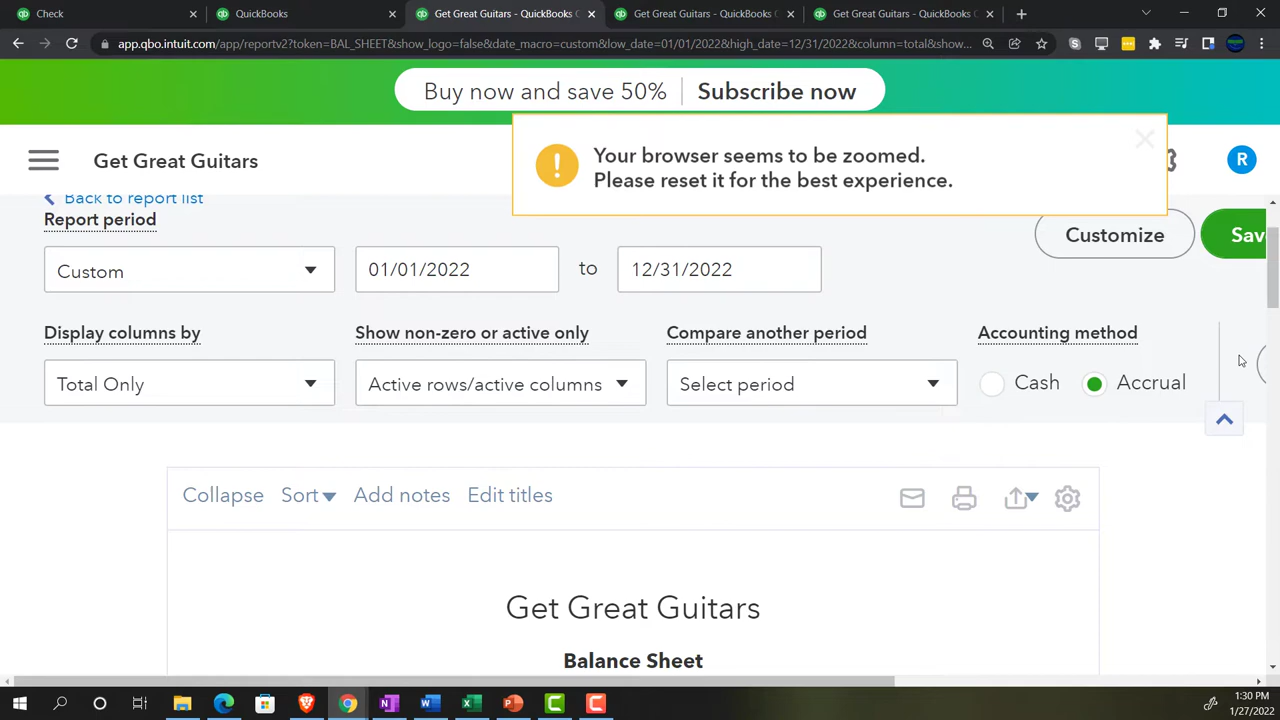 Check
QuickBooks
Get Great Guitars - QuickBooks C
Get Great Guitars - QuickBooks C
Get Great Guitars - QuickBooks C
app.qbo.intuit.com/app/reportv2?token=BAL_SHEET&show_logo=false&date_macro=custom&low_date=01/01/2022&high_date=12/31/2022&column=total&show...
Buy now and save 50% Subscribe now
Get Great Guitars
R
Your browser seems to be zoomed.
Please reset it for the best experience.
Back to report list
Report period
Customize
Sav
Custom
01/01/2022
to
12/31/2022
Display columns by
Show non-zero or active only
Compare another period
Accounting method
Total Only
Active rows/active columns
Select period
Cash
Accrual
Collapse
Sort
Add notes
Edit titles
Get Great Guitars
Balance Sheet
1:30 PM
1/27/2022